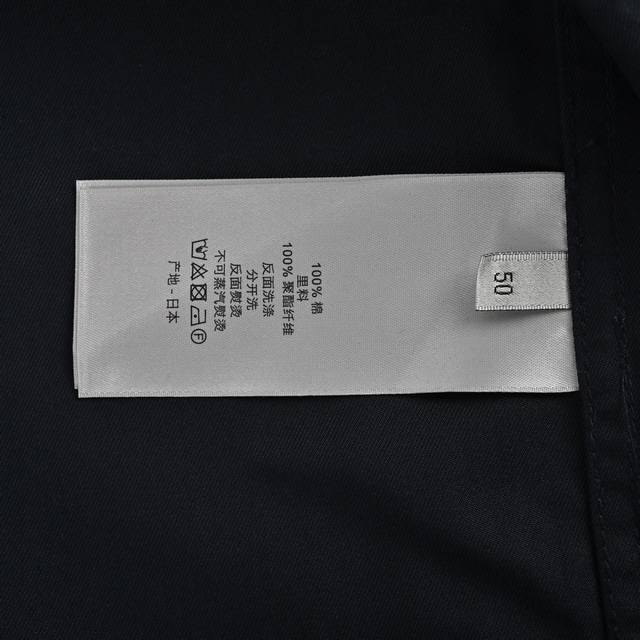 100% 棉
里料
100% 聚酯纤维
反面洗涤
分开洗
反面熨烫
不可蒸汽熨烫
产地 - 日本
50